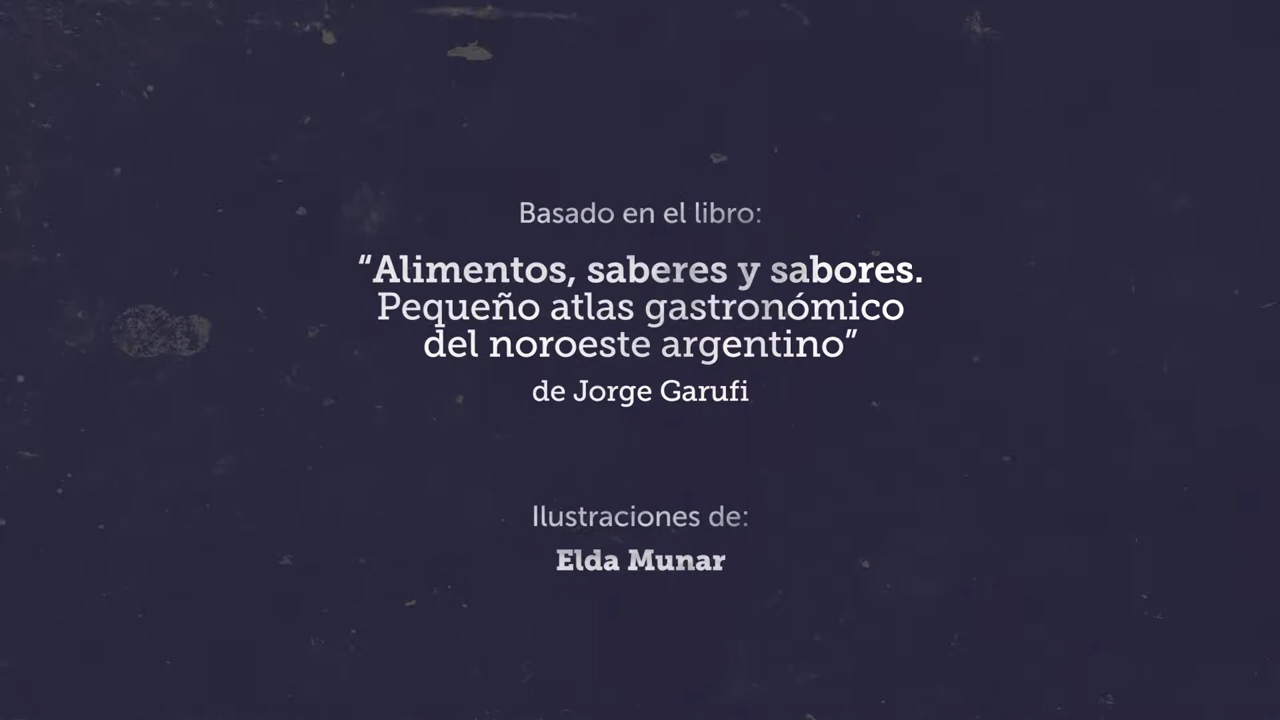 Basado en el libro:
“Alimentos, saberes y sabores.
Pequeño atlas gastronómico
del noroeste argentino”
de Jorge Garufi
Ilustraciones de:
Elda Munar